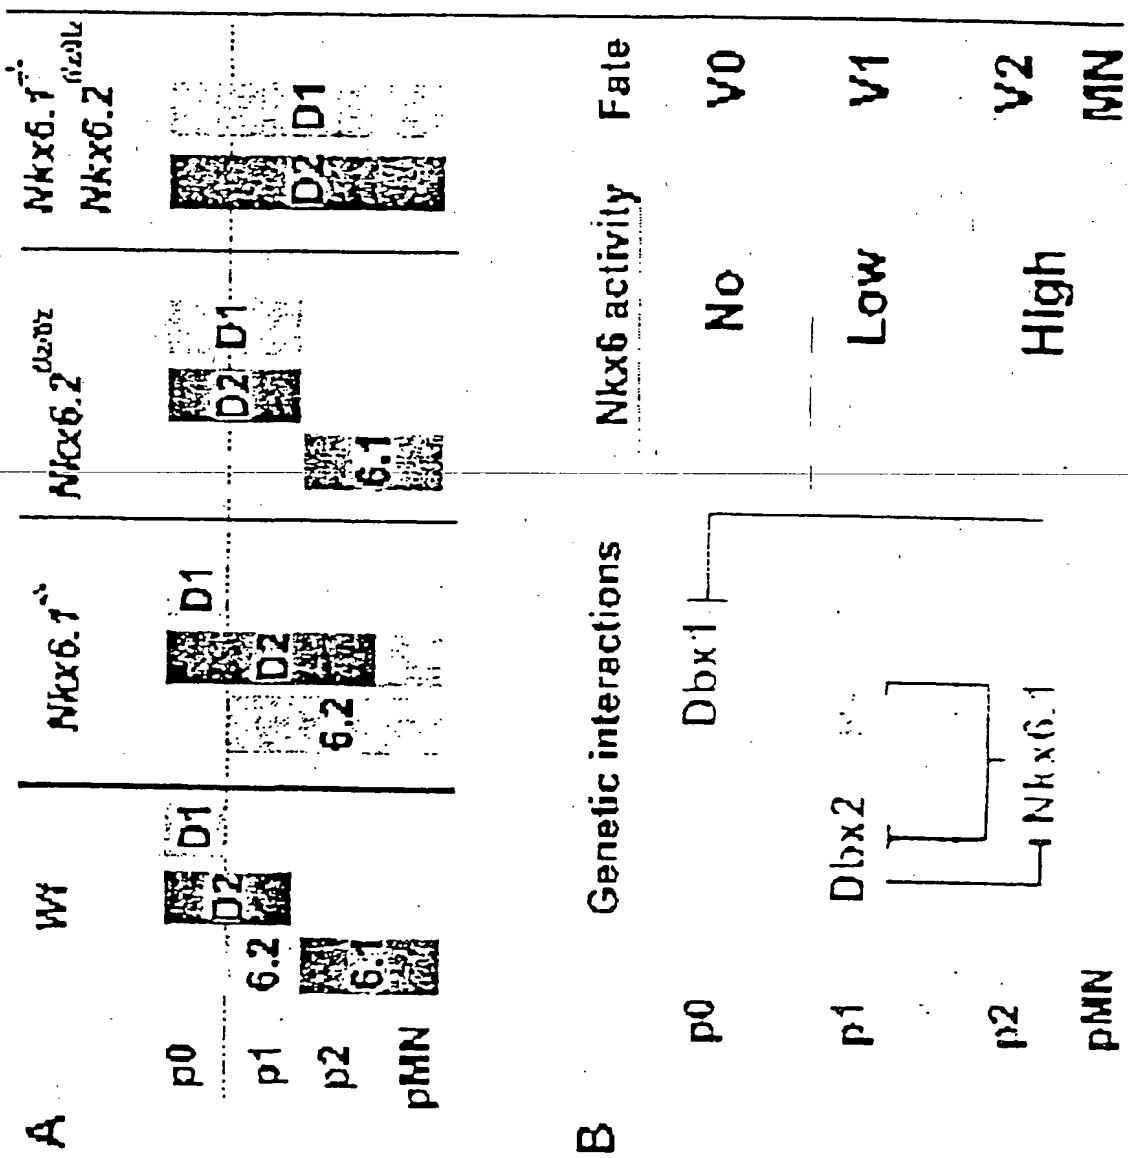 A
Wt
Nkx6.1
Nkx6.2
Nkx6.1
Nkx6.2
p0
p1
p2
pMN
6.2
6.1
D2
D1
6.2
D2
D1
6.1
D2
D1
D2
D1
B
Genetic interactions
Nkx6 activity
Fate
p0
Dbx1
No
V0
p1
Dbx2
Low
V1
p2
Nkx6.1
High
V2
pMN
MN